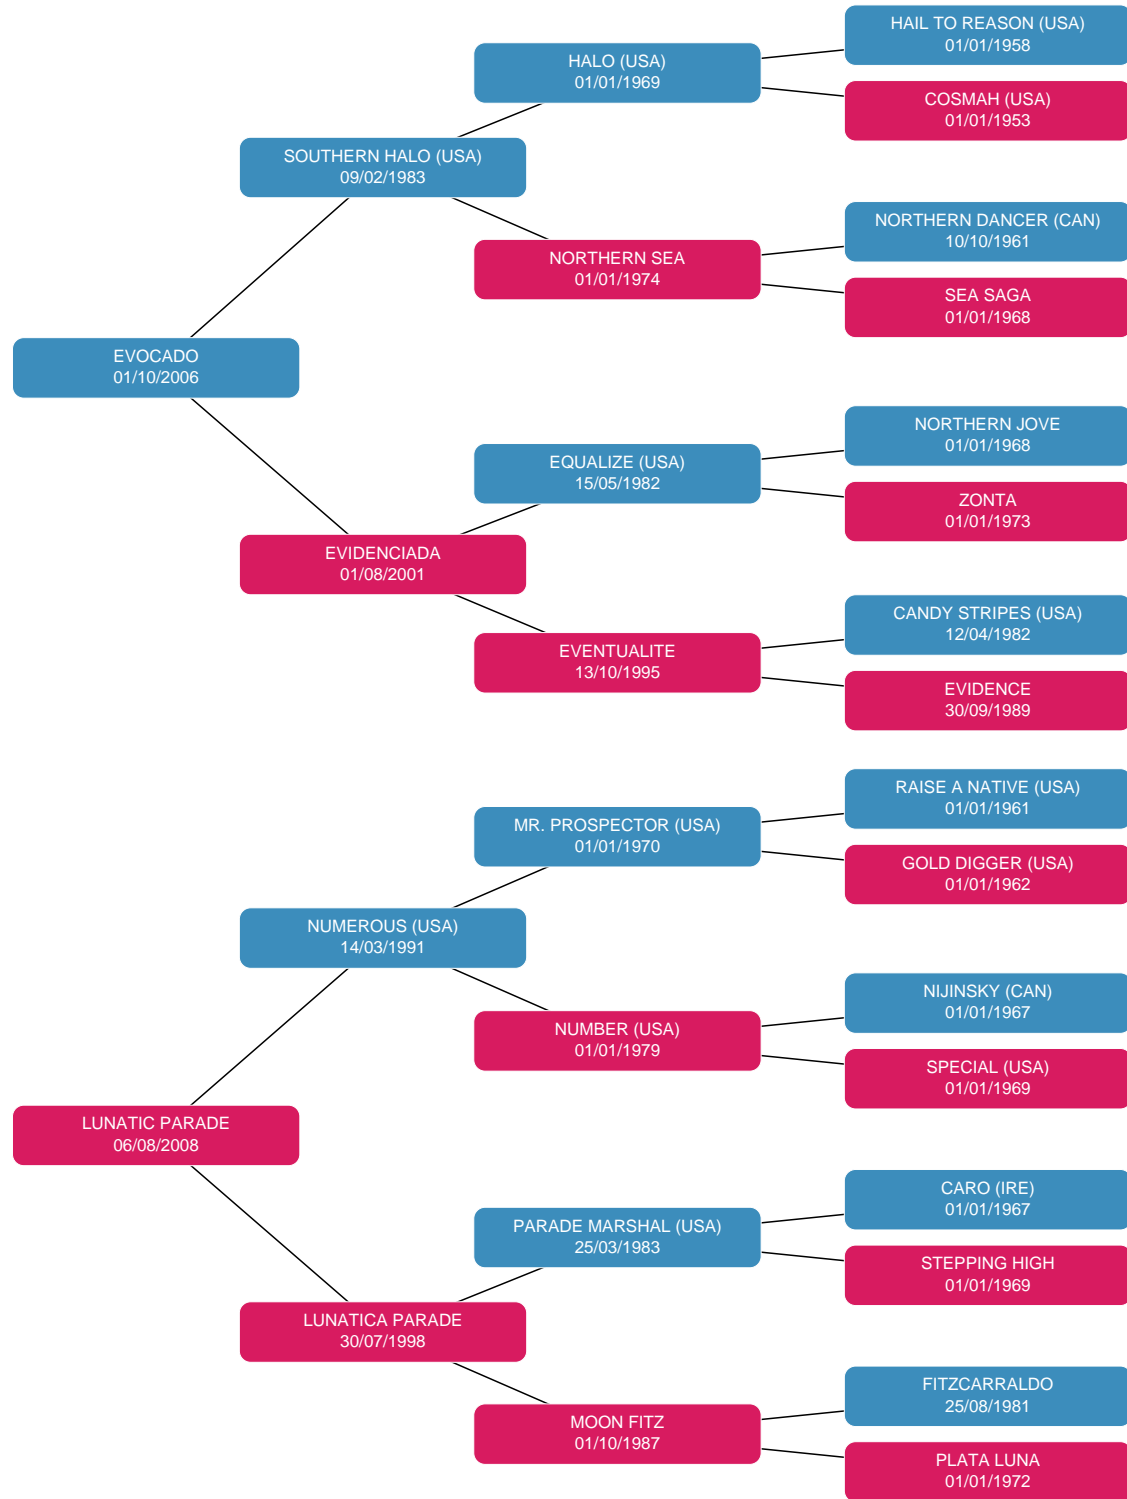 HAIL TO REASON (USA)
01/01/1958
HALO (USA)
01/01/1969
COSMAH (USA)
01/01/1953
SOUTHERN HALO (USA)
09/02/1983
NORTHERN DANCER (CAN)
10/10/1961
NORTHERN SEA
01/01/1974
SEA SAGA
01/01/1968
EVOCADO
01/10/2006
NORTHERN JOVE
01/01/1968
EQUALIZE (USA)
15/05/1982
ZONTA
01/01/1973
EVIDENCIADA
01/08/2001
CANDY STRIPES (USA)
12/04/1982
EVENTUALITE
13/10/1995
EVIDENCE
30/09/1989
RAISE A NATIVE (USA)
01/01/1961
MR. PROSPECTOR (USA)
01/01/1970
GOLD DIGGER (USA)
01/01/1962
NUMEROUS (USA)
14/03/1991
NIJINSKY (CAN)
01/01/1967
NUMBER (USA)
01/01/1979
SPECIAL (USA)
01/01/1969
LUNATIC PARADE
06/08/2008
CARO (IRE)
01/01/1967
PARADE MARSHAL (USA)
25/03/1983
STEPPING HIGH
01/01/1969
LUNATICA PARADE
30/07/1998
FITZCARRALDO
25/08/1981
MOON FITZ
01/10/1987
PLATA LUNA
01/01/1972